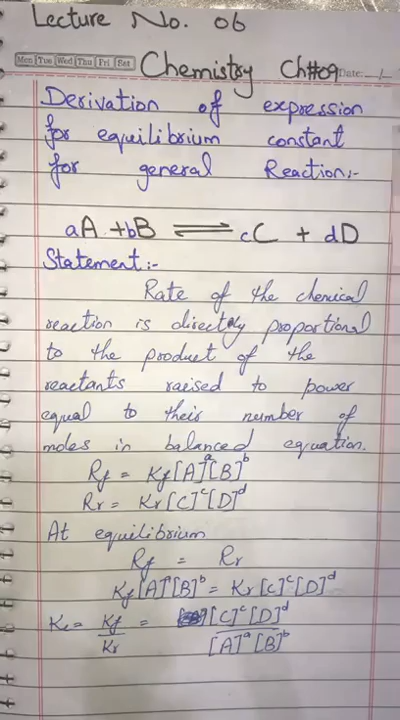 Lecture No. 06
Mon Tue Wed Thu Fri Sat
Chemistry Ch#09 Date: __/__
Derivation of expression
for equilibrium constant
for general Reaction:-
aA + bB ⇌ cC + dD
Statement:-
Rate of the chemical
reaction is directly proportional
to the product of the
reactants raised to power
equal to their number of
moles in balanced equation.
Rf = Kf[A]^a[B]^b
Rr = Kr[C]^c[D]^d
At equilibrium
Rf = Rr
Kf[A]^a[B]^b = Kr[C]^c[D]^d
Kc = Kf = [C]^c[D]^d
Kr [A]^a[B]^b